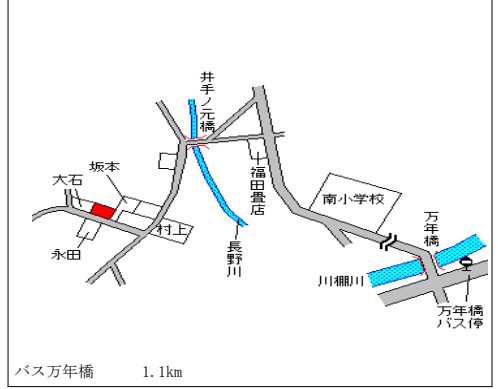 井手ノ元橋
坂本
大石
福田畳店
南小学校
万年橋
村上
永田
長野川
川棚川
万年橋
バス停
バス万年橋 1.1km